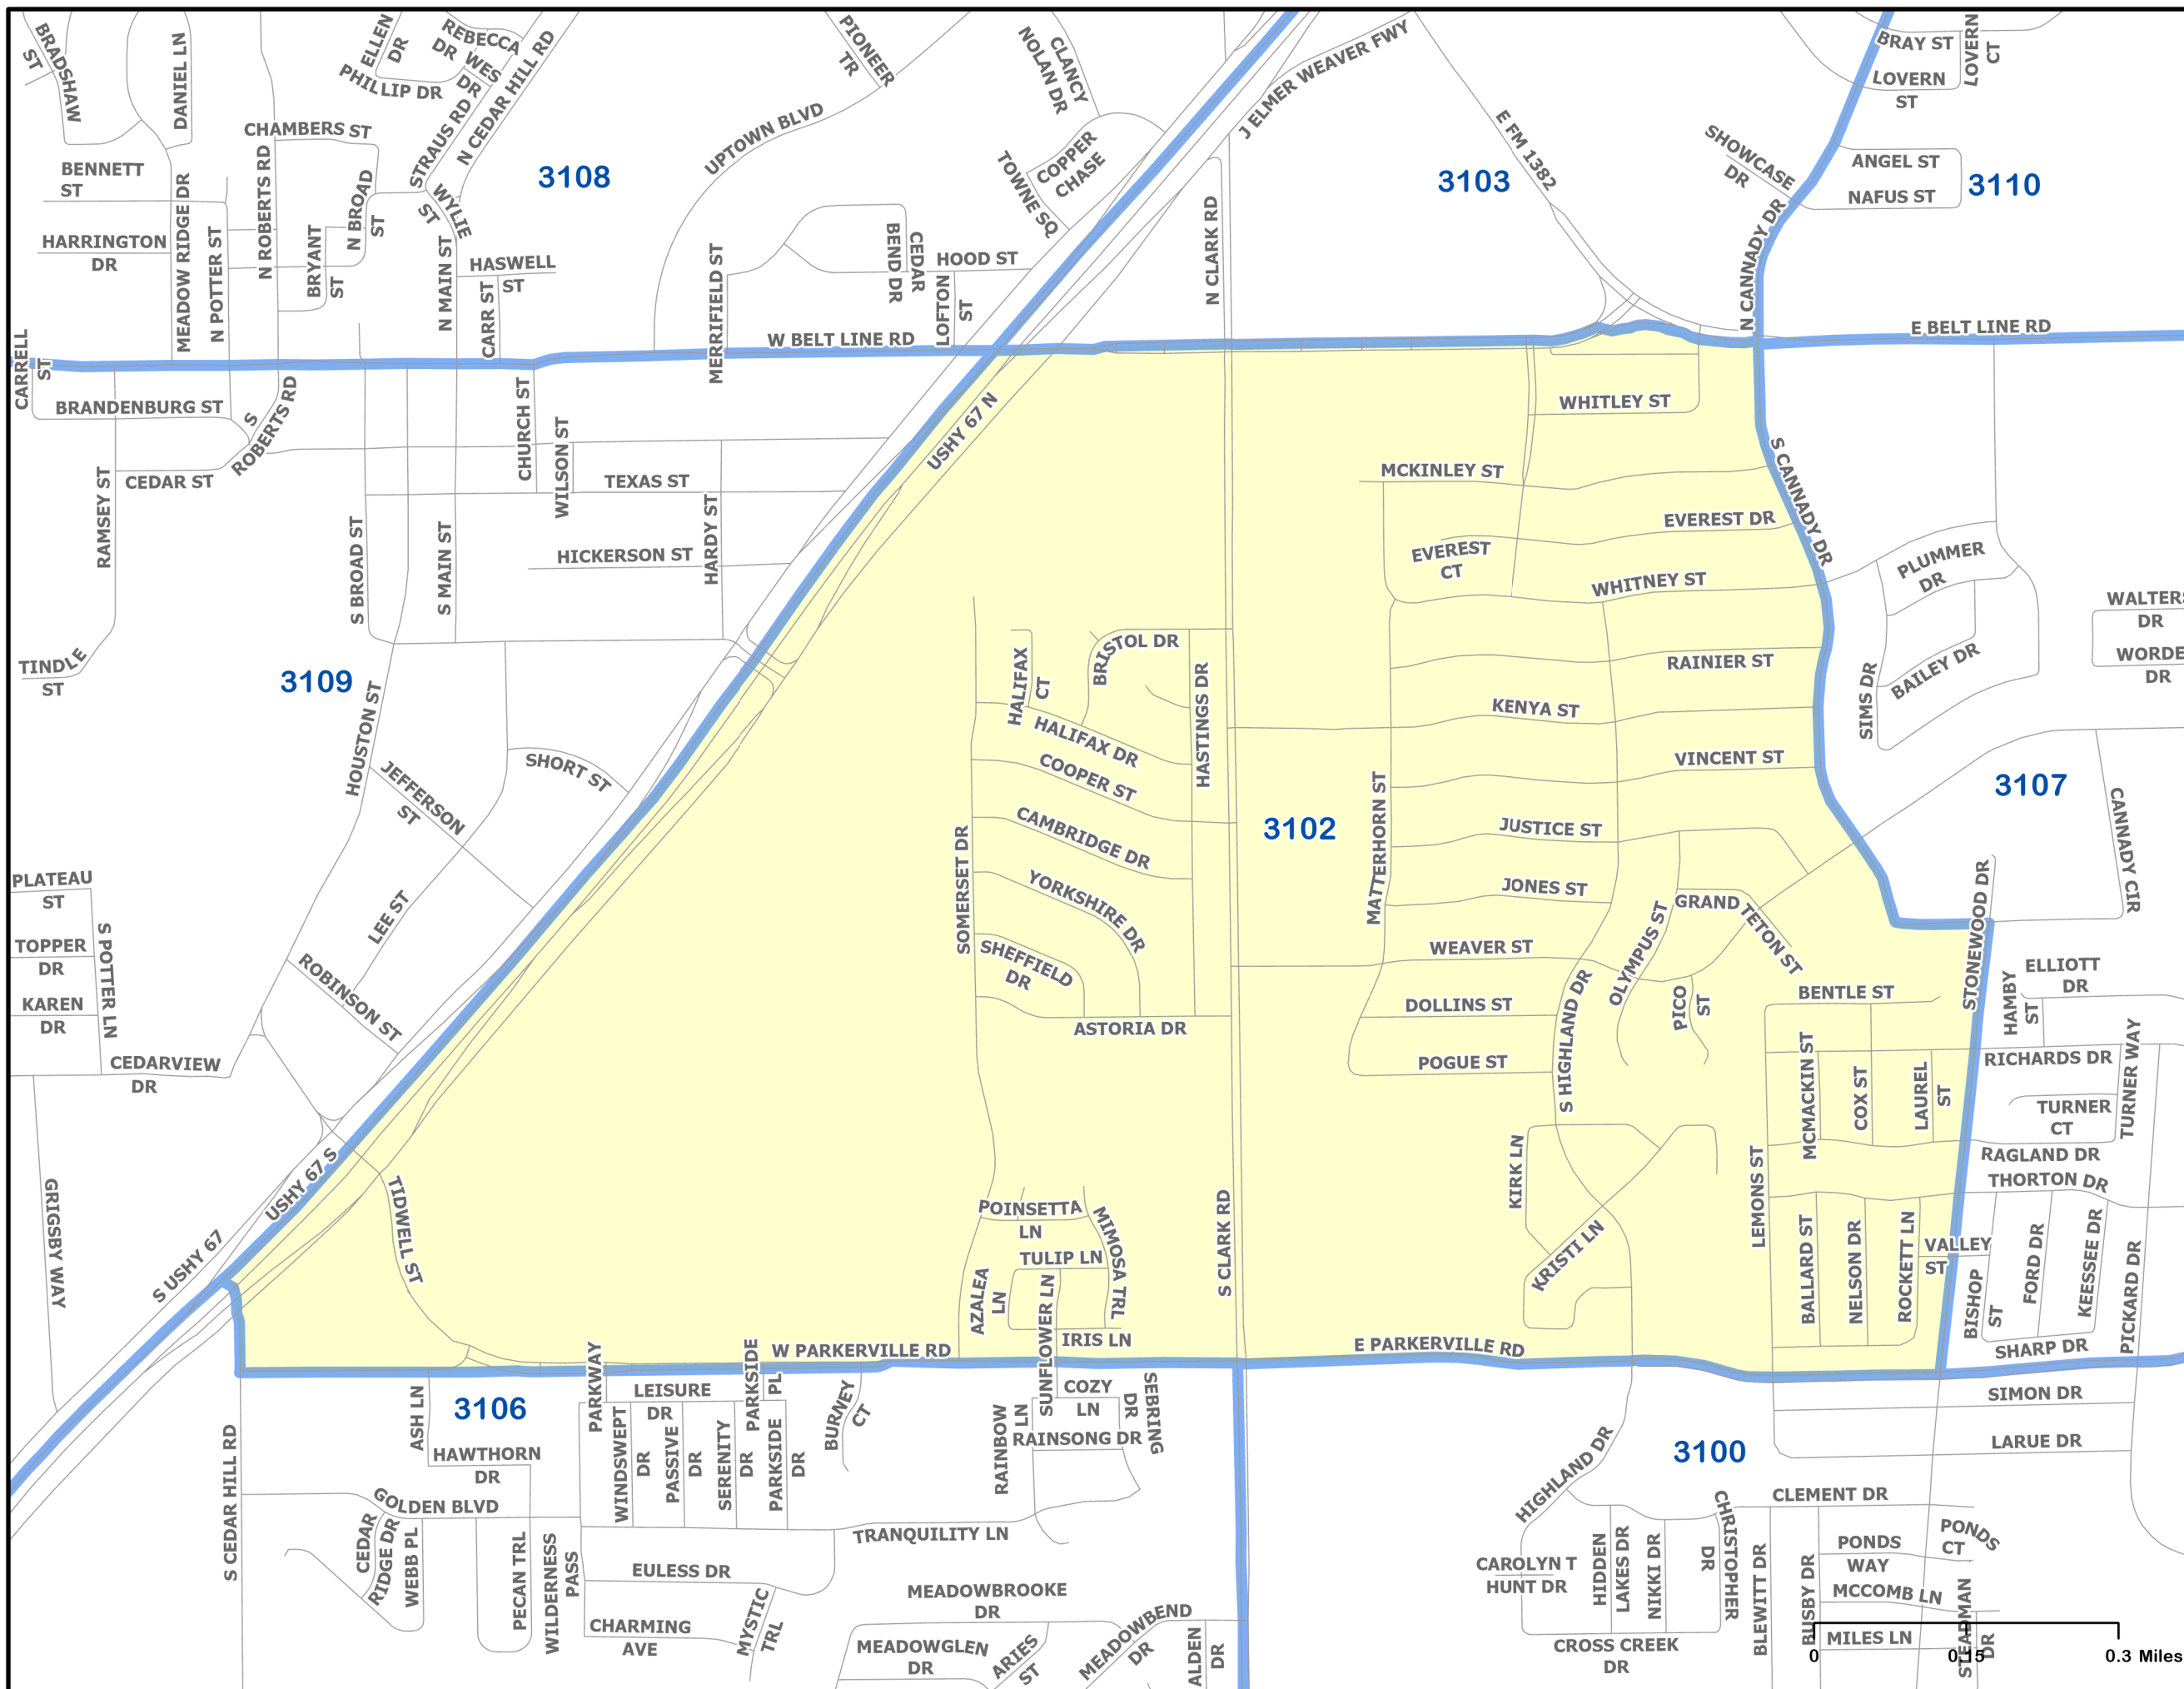 BRADSHAW
ST
DANIEL LN
ELLEN
DR
REBECCA
DR
WES
DR
PHILLIP DR
STRAUS RD
N CEDAR HILL RD
PIONEER
TR
UPTOWN BLVD
CLANCY
NOLAN DR
COPPER
CHASE
TOWNE SQ
J ELMER WEAVER FWY
E FM 1382
BRAY ST
LOVERN
CT
LOVERN
ST
SHOWCASE
DR
ANGEL ST
NAFUS ST
3110
3103
3108
CHAMBERS ST
BENNETT
ST
HARRINGTON
DR
MEADOW RIDGE DR
N POTTER ST
N ROBERTS RD
BRYANT
ST
N BROAD
ST
WYLIE
ST
N MAIN ST
HASWELL
ST
CARR ST
MERRIFIELD ST
BEND DR
CEDAR
HOOD ST
LOFTON
ST
N CLARK RD
N CANNADY DR
W BELT LINE RD
E BELT LINE RD
CARRELL
ST
BRANDENBURG ST
S
ROBERTS RD
CEDAR ST
RAMSEY ST
CHURCH ST
WILSON ST
TEXAS ST
HARDY ST
HICKERSON ST
S BROAD ST
S MAIN ST
USHY 67 N
WHITLEY ST
MCKINLEY ST
S CANNADY DR
EVEREST DR
EVEREST
CT
WHITNEY ST
PLUMMER
DR
WALTER
DR
WORDE
DR
BAILEY DR
SIMS DR
RAINIER ST
KENYA ST
VINCENT ST
3107
CANNADY CIR
TINDLE
ST
3109
HOUSTON ST
SHORT ST
JEFFERSON
ST
LEE ST
ROBINSON ST
HALIFAX
CT
BRISTOL DR
HALIFAX DR
HASTINGS DR
COOPER ST
CAMBRIDGE DR
YORKSHIRE DR
SHEFFIELD
DR
SOMERSET DR
ASTORIA DR
3102
MATTERHORN ST
JUSTICE ST
JONES ST
WEAVER ST
DOLLINS ST
POGUE ST
S HIGHLAND DR
OLYMPUS ST
GRAND
TETON ST
PICO
ST
BENTLE ST
STONEWOOD DR
ELLIOTT
DR
HAMBY
ST
RICHARDS DR
TURNER WAY
TURNER
CT
RAGLAND DR
THORTON DR
MCMACKIN ST
COX ST
LAUREL
ST
LEMONS ST
BALLARD ST
NELSON DR
ROCKETT LN
VALLEY
ST
BISHOP
ST
FORD DR
KEESSEE DR
PICKARD DR
SHARP DR
PLATEAU
ST
TOPPER
DR
KAREN
DR
S POTTER LN
CEDARVIEW
DR
GRIGSBY WAY
S USHY 67
USHY 67 S
TIDWELL ST
POINSETTA
LN
TULIP LN
MIMOSA TRL
AZALEA
LN
SUNFLOWER LN
IRIS LN
S CLARK RD
KIRK LN
KRISTI LN
W PARKERVILLE RD
E PARKERVILLE RD
3106
ASH LN
HAWTHORN
DR
PARKWAY
LEISURE
DR
PARKSIDE
PL
WINDSWEPT
DR
PASSIVE
DR
SERENITY
DR
PARKSIDE
DR
BURNEY
CT
COZY
LN
SEBRING
DR
RAINBOW
LN
RAINSONG DR
3100
SIMON DR
LARUE DR
HIGHLAND DR
S CEDAR HILL RD
GOLDEN BLVD
CEDAR
RIDGE DR
WEBB PL
PECAN TRL
WILDERNESS
PASS
TRANQUILITY LN
EULESS DR
CHARMING
AVE
MYSTIC
TRL
MEADOWBROOKE
DR
MEADOWGLEN
DR
ARIES
ST
MEADOWBEND
DR
ALDEN
DR
CAROLYN T
HUNT DR
HIDDEN
LAKES DR
NIKKI DR
CHRISTOPHER
DR
CROSS CREEK
DR
CLEMENT DR
BLEWITT DR
BUSBY DR
PONDS
WAY
PONDS
CT
MCCOMB LN
MILES LN
STEADMAN
DR
0 0.15 0.3 Miles